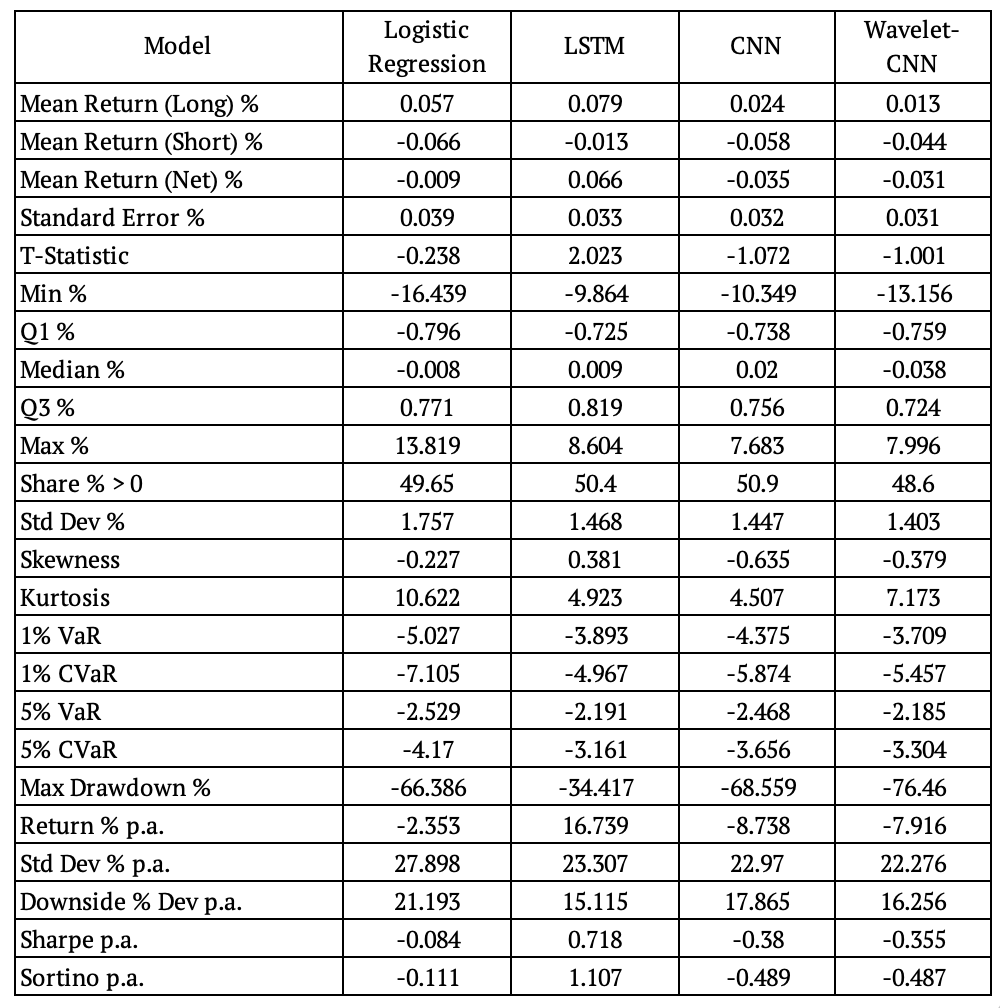 Model Logistic Regression LSTM CNN Wavelet-CNN
Mean Return (Long) % 0.057 0.079 0.024 0.013
Mean Return (Short) % -0.066 -0.013 -0.058 -0.044
Mean Return (Net) % -0.009 0.066 -0.035 -0.031
Standard Error % 0.039 0.033 0.032 0.031
T-Statistic -0.238 2.023 -1.072 -1.001
Min % -16.439 -9.864 -10.349 -13.156
Q1 % -0.796 -0.725 -0.738 -0.759
Median % -0.008 0.009 0.02 -0.038
Q3 % 0.771 0.819 0.756 0.724
Max % 13.819 8.604 7.683 7.996
Share % > 0 49.65 50.4 50.9 48.6
Std Dev % 1.757 1.468 1.447 1.403
Skewness -0.227 0.381 -0.635 -0.379
Kurtosis 10.622 4.923 4.507 7.173
1% VaR -5.027 -3.893 -4.375 -3.709
1% CVaR -7.105 -4.967 -5.874 -5.457
5% VaR -2.529 -2.191 -2.468 -2.185
5% CVaR -4.17 -3.161 -3.656 -3.304
Max Drawdown % -66.386 -34.417 -68.559 -76.46
Return % p.a. -2.353 16.739 -8.738 -7.916
Std Dev % p.a. 27.898 23.307 22.97 22.276
Downside % Dev p.a. 21.193 15.115 17.865 16.256
Sharpe p.a. -0.084 0.718 -0.38 -0.355
Sortino p.a. -0.111 1.107 -0.489 -0.487